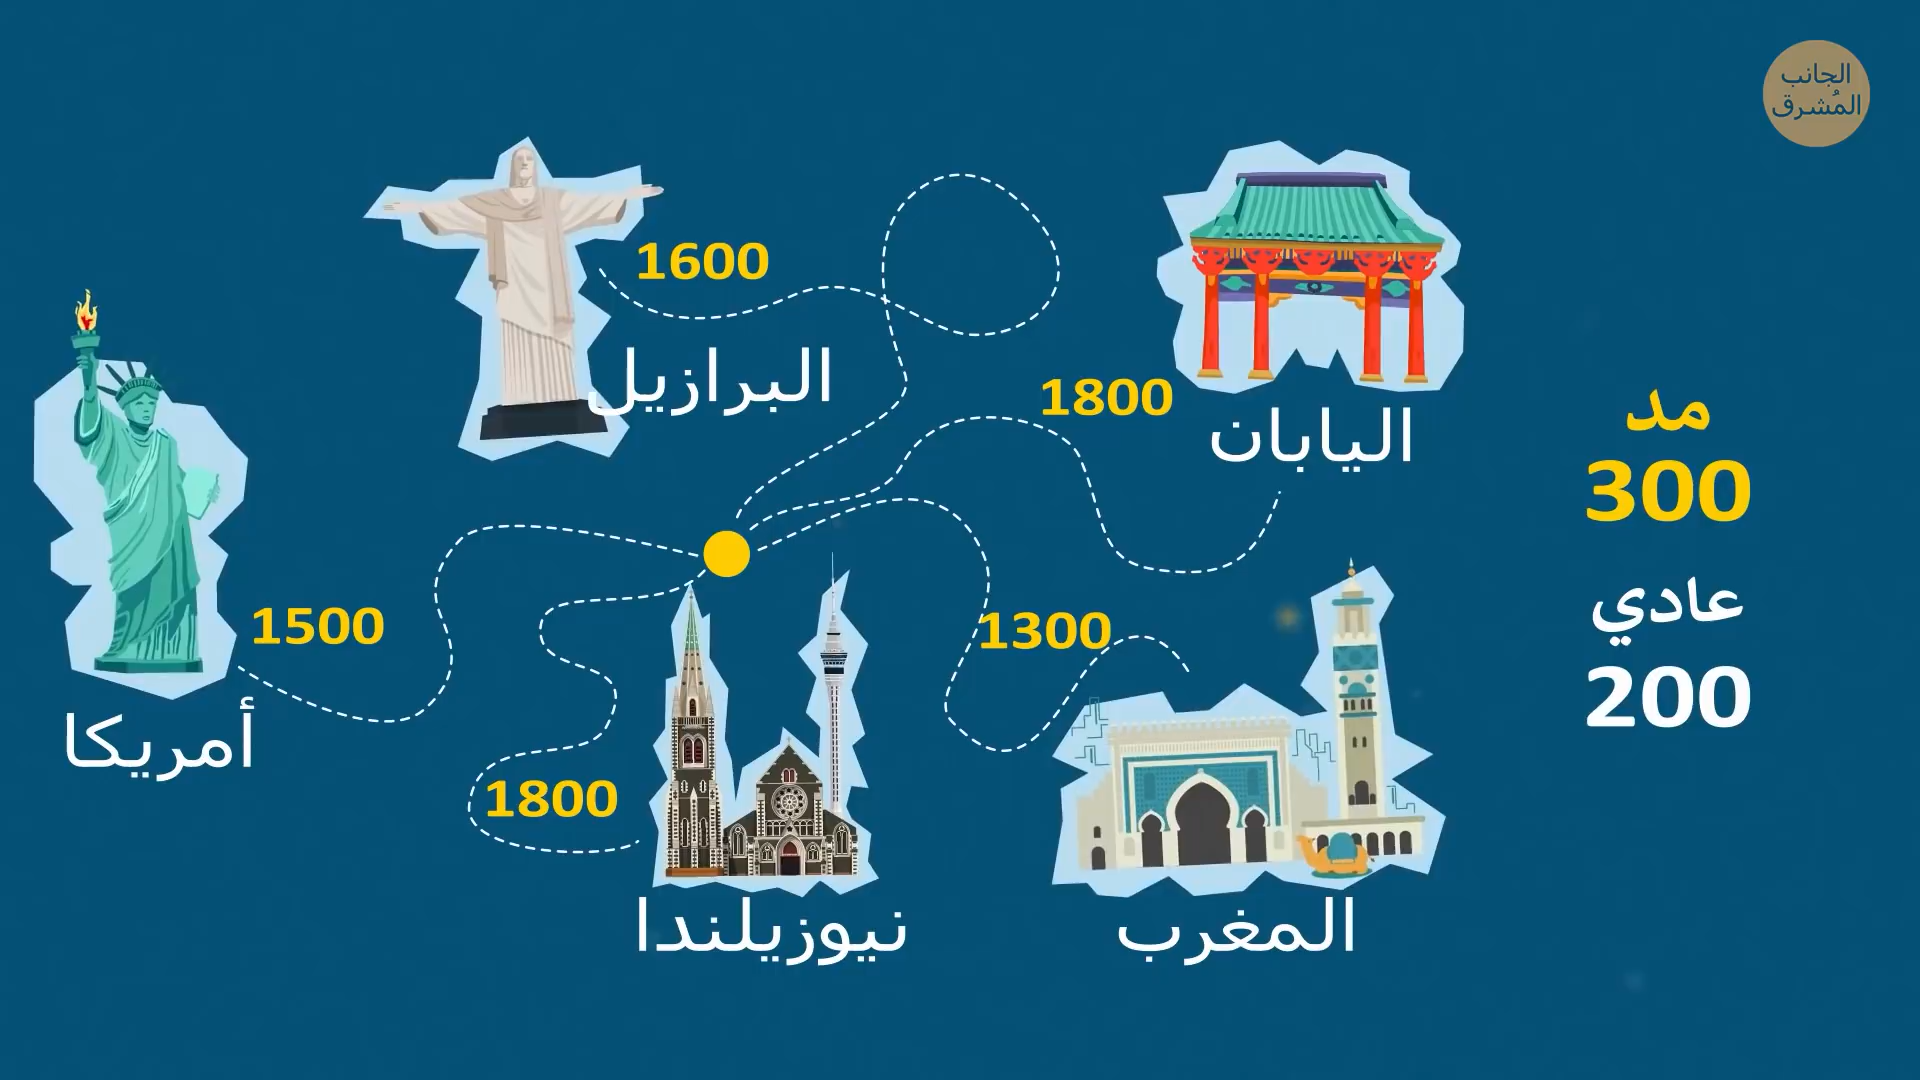 الجانب
المُشرق
1600
البرازيل
1800
اليابان
مد
300
عادي
200
1500
أمريكا
1300
المغرب
1800
نيوزيلندا